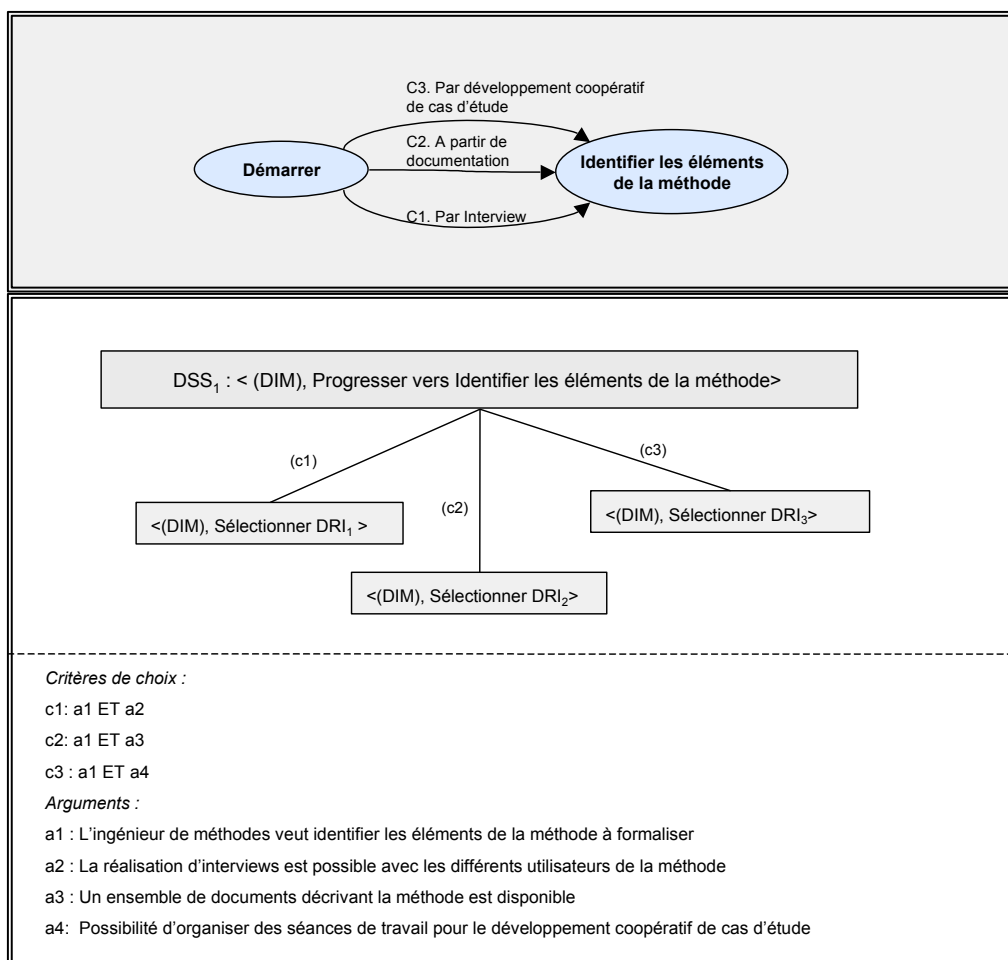 C3. Par développement coopératif
de cas d'étude
C2. A partir de
documentation
Démarrer
Identifier les éléments
de la méthode
C1. Par Interview
DSS1 : < (DIM), Progresser vers Identifier les éléments de la méthode>
(c1)
(c2)
(c3)
<(DIM), Sélectionner DRI1 >
<(DIM), Sélectionner DRI3>
<(DIM), Sélectionner DRI2>
Critères de choix :
c1: a1 ET a2
c2: a1 ET a3
c3 : a1 ET a4
Arguments :
a1 : L'ingénieur de méthodes veut identifier les éléments de la méthode à formaliser
a2 : La réalisation d'interviews est possible avec les différents utilisateurs de la méthode
a3 : Un ensemble de documents décrivant la méthode est disponible
a4: Possibilité d'organiser des séances de travail pour le développement coopératif de cas d'étude